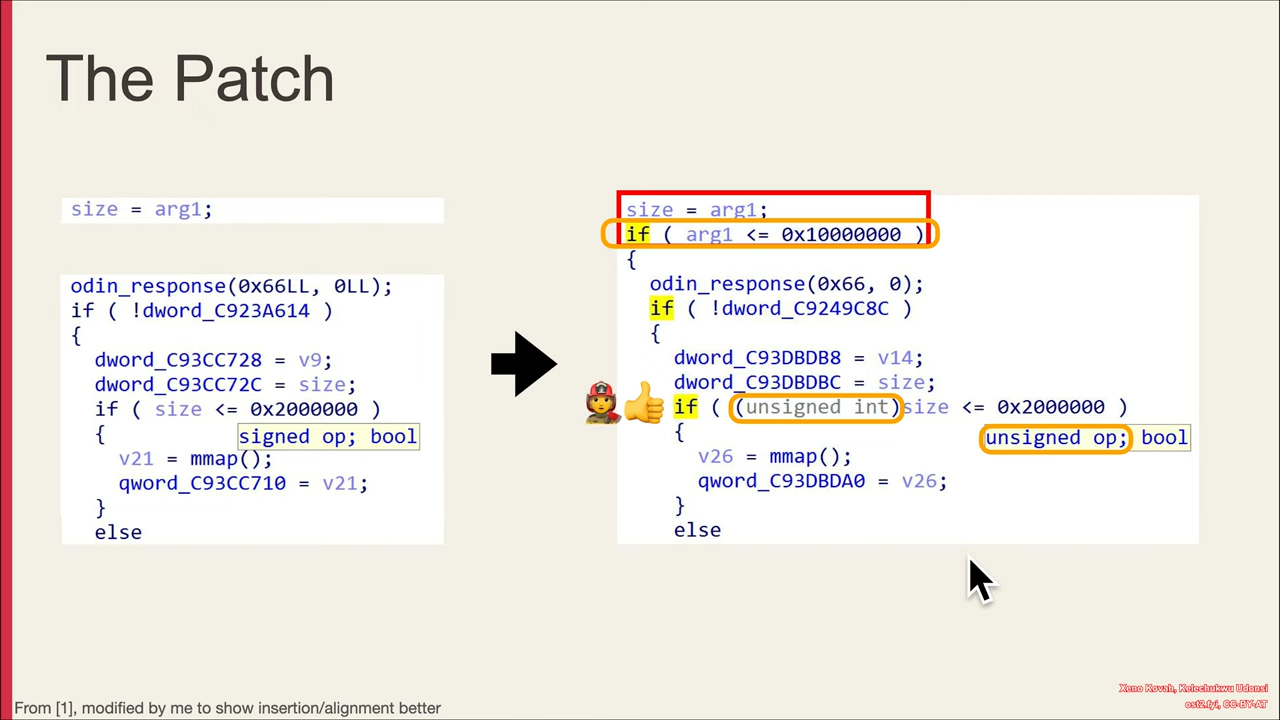 The Patch
size = arg1;
odin_response(0x66LL, 0LL);
if ( !dword_C923A614 )
{
dword_C93CC728 = v9;
dword_C93CC72C = size;
if ( size <= 0x2000000 )
{
signed op; bool
v21 = mmap();
qword_C93CC710 = v21;
}
else
size = arg1;
if ( arg1 <= 0x10000000 )
{
odin_response(0x66, 0);
if ( !dword_C9249C8C )
{
dword_C93DBDB8 = v14;
dword_C93DBDBC = size;
if ( (unsigned int)size <= 0x2000000 )
{
unsigned op; bool
v26 = mmap();
qword_C93DBDA0 = v26;
}
else
From [1], modified by me to show insertion/alignment better
Xeno Kovah, Kelechukwu Udonsi
ost2.fyi, CC-BY-AT